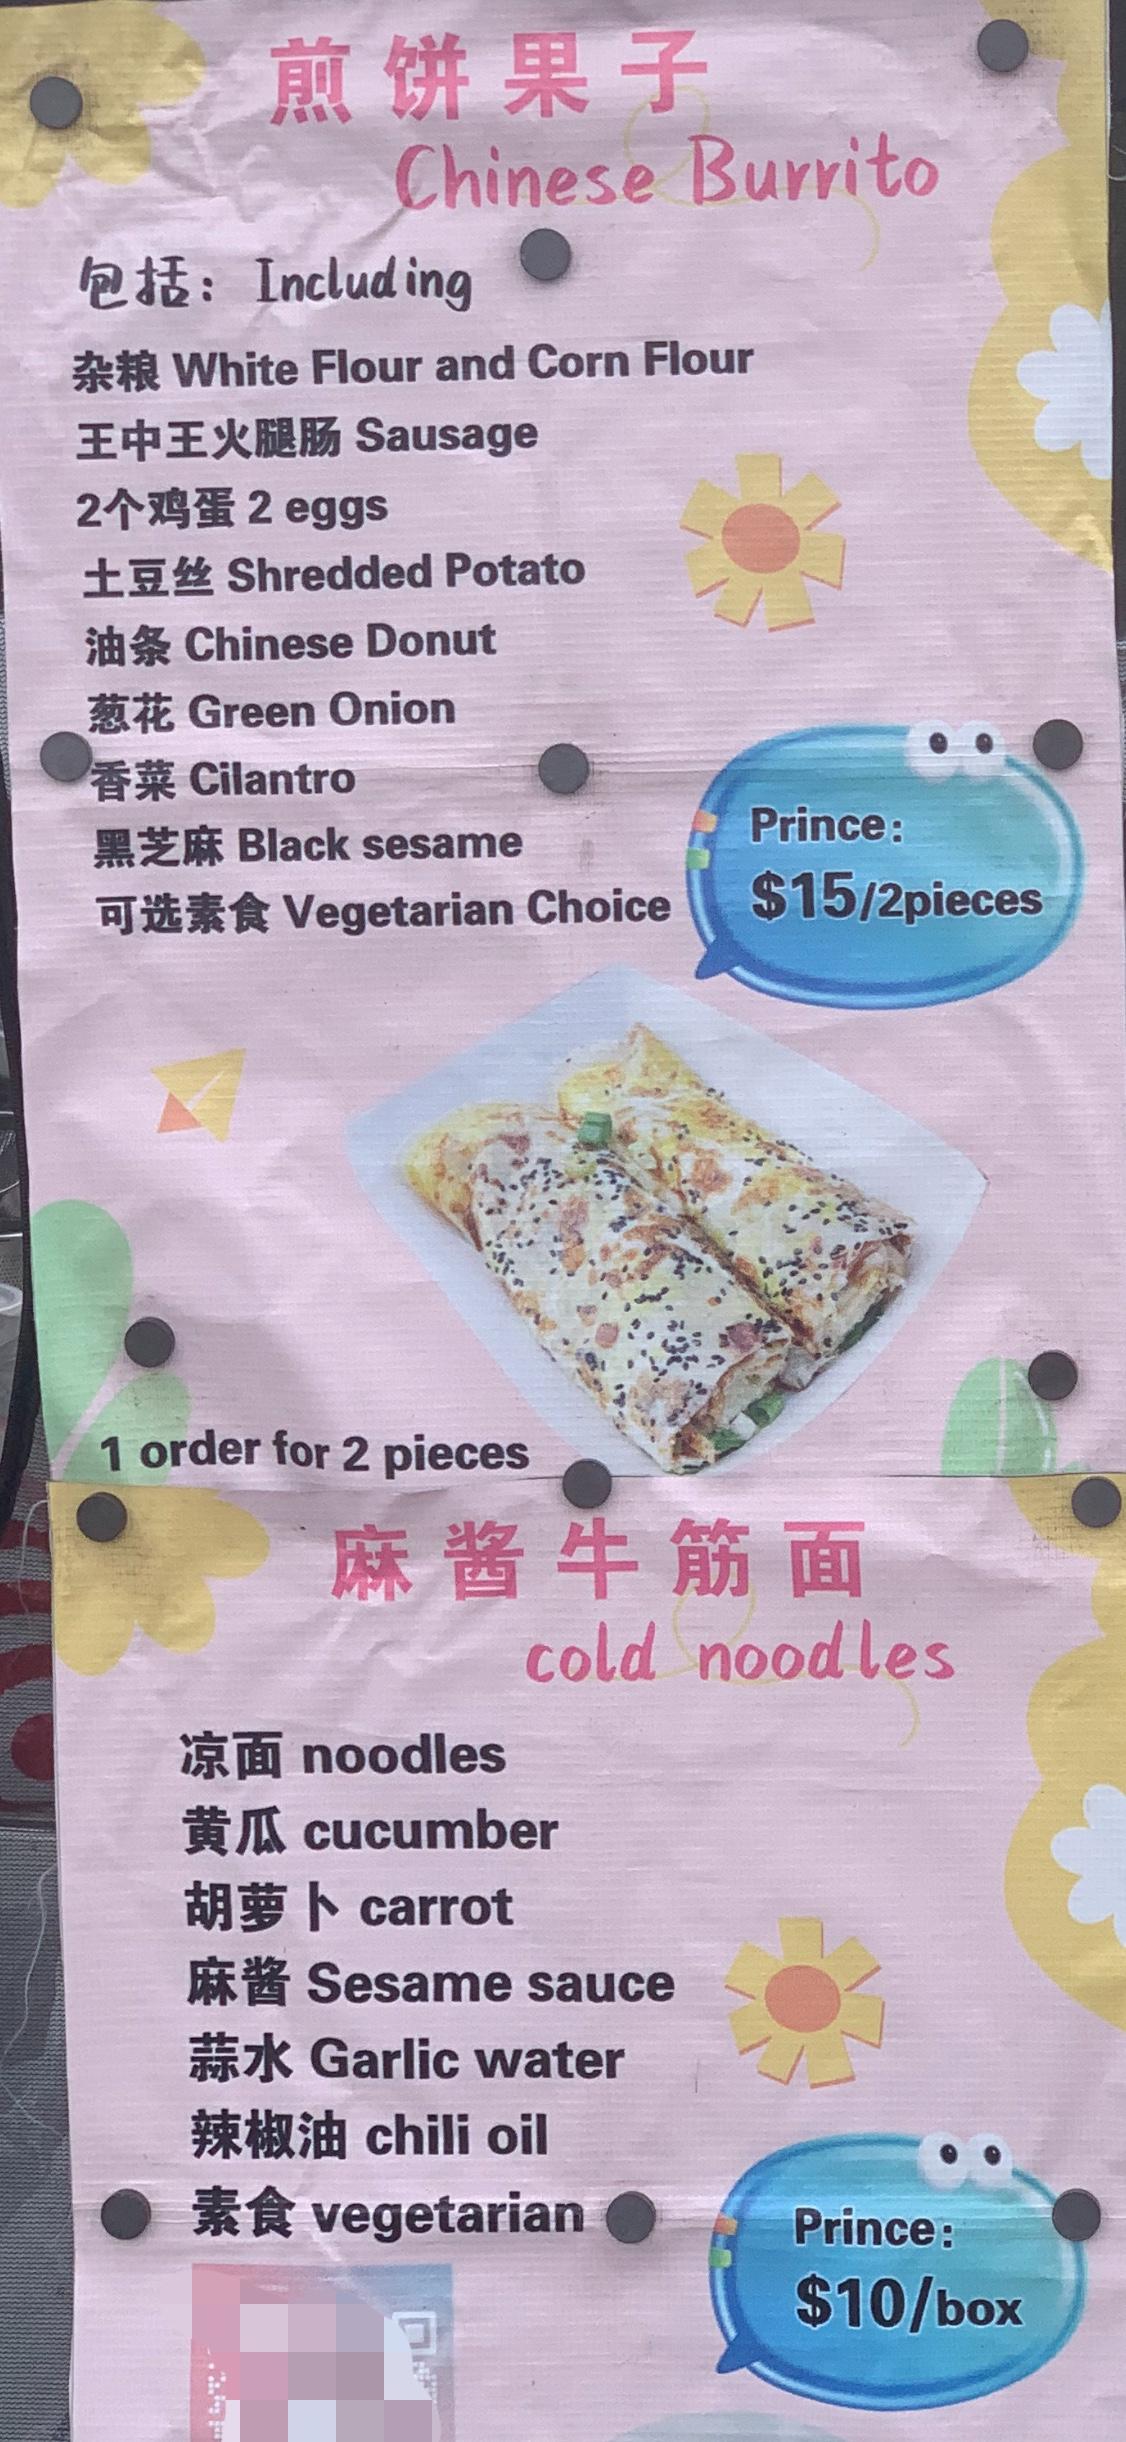 煎饼果子
Chinese Burrito
包括： Including
杂粮 White Flour and Corn Flour
王中王火腿肠 Sausage
2个鸡蛋 2 eggs
土豆丝 Shredded Potato
油条 Chinese Donut
葱花 Green Onion
香菜 Cilantro
黑芝麻 Black sesame
可选素食 Vegetarian Choice
Prince:
$15/2pieces
1 order for 2 pieces
麻酱牛筋面
cold noodles
凉面 noodles
黄瓜 cucumber
胡萝卜 carrot
麻酱 Sesame sauce
蒜水 Garlic water
辣椒油 chili oil
素食 vegetarian
Prince:
$10/box